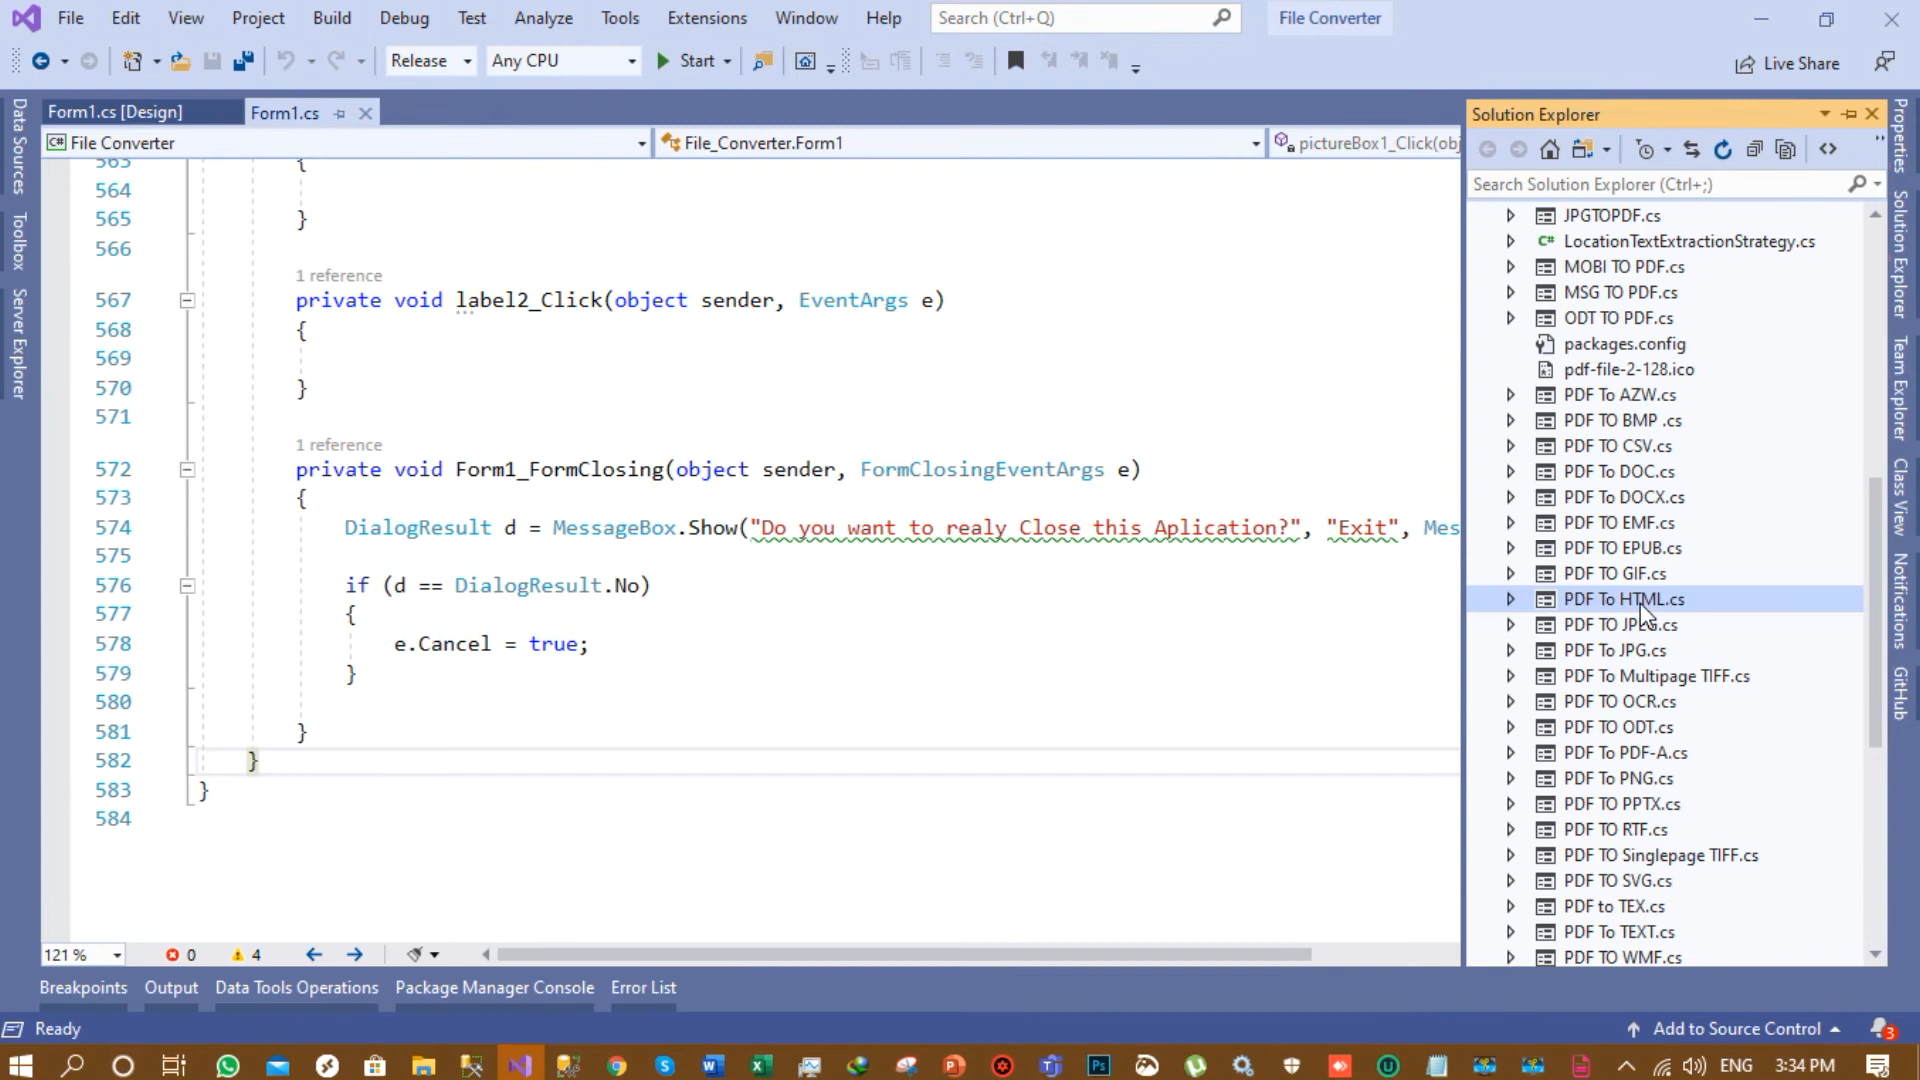 File Edit View Project Build Debug Test Analyze Tools Extensions Window Help Search (Ctrl+Q) File Converter
Release Any CPU Start Live Share
Form1.cs [Design] Form1.cs
File Converter File_Converter.Form1 pictureBox1_Click(obj
563 {
564
565 }
566
1 reference
567 private void label2_Click(object sender, EventArgs e)
568 {
569
570 }
571
1 reference
572 private void Form1_FormClosing(object sender, FormClosingEventArgs e)
573 {
574 DialogResult d = MessageBox.Show("Do you want to realy Close this Aplication?", "Exit", Mes
575
576 if (d == DialogResult.No)
577 {
578 e.Cancel = true;
579 }
580
581 }
582 }
583 }
584
121 % 0 4
Data Sources
Toolbox
Server Explorer
Solution Explorer
Search Solution Explorer (Ctrl+;)
JPGTOPDF.cs
C# LocationTextExtractionStrategy.cs
MOBI TO PDF.cs
MSG TO PDF.cs
ODT TO PDF.cs
packages.config
pdf-file-2-128.ico
PDF To AZW.cs
PDF TO BMP .cs
PDF TO CSV.cs
PDF To DOC.cs
PDF To DOCX.cs
PDF TO EMF.cs
PDF TO EPUB.cs
PDF TO GIF.cs
PDF To HTML.cs
PDF TO JPEG.cs
PDF To JPG.cs
PDF To Multipage TIFF.cs
PDF TO OCR.cs
PDF TO ODT.cs
PDF To PDF-A.cs
PDF To PNG.cs
PDF TO PPTX.cs
PDF TO RTF.cs
PDF TO Singlepage TIFF.cs
PDF TO SVG.cs
PDF to TEX.cs
PDF To TEXT.cs
PDF To WMF.cs
Properties
Solution Explorer
Team Explorer
Class View
Notifications
GitHub
Breakpoints Output Data Tools Operations Package Manager Console Error List
Ready Add to Source Control 3
ENG 3:34 PM